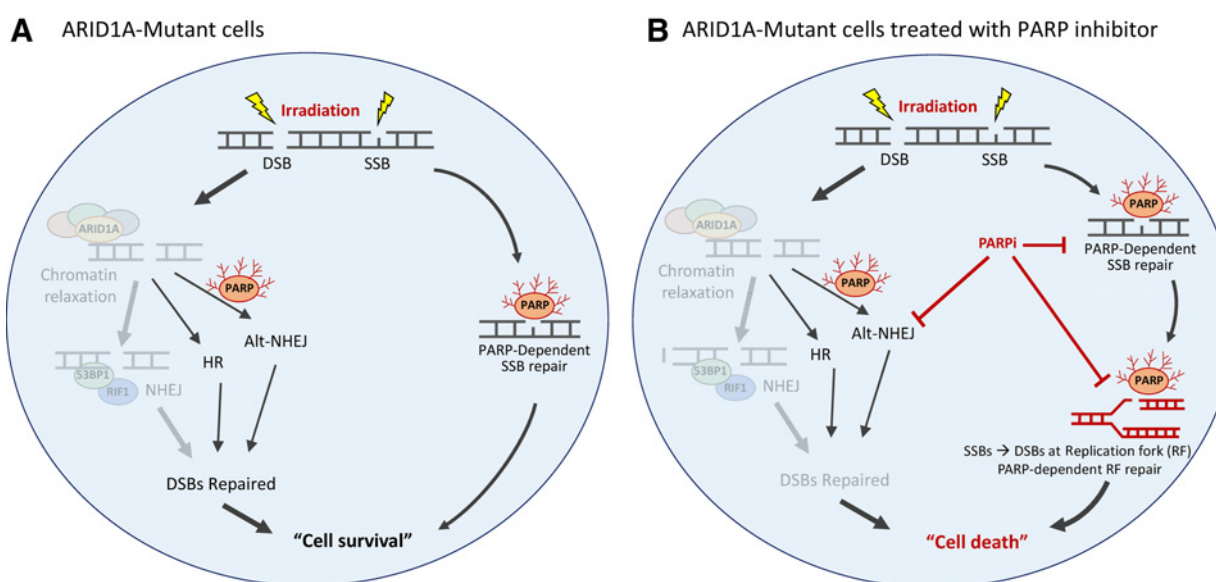 A ARID1A-Mutant cells
Irradiation
DSB SSB
ARID1A
Chromatin
relaxation
PARP
Alt-NHEJ
HR
53BP1
RIF1 NHEJ
PARP
PARP-Dependent
SSB repair
DSBs Repaired
“Cell survival”
B ARID1A-Mutant cells treated with PARP inhibitor
Irradiation
DSB SSB
PARP
PARP-Dependent
SSB repair
ARID1A
PARPi
Chromatin
relaxation
PARP
Alt-NHEJ
HR
53BP1
RIF1 NHEJ
PARP
SSBs → DSBs at Replication fork (RF)
PARP-dependent RF repair
DSBs Repaired
“Cell death”